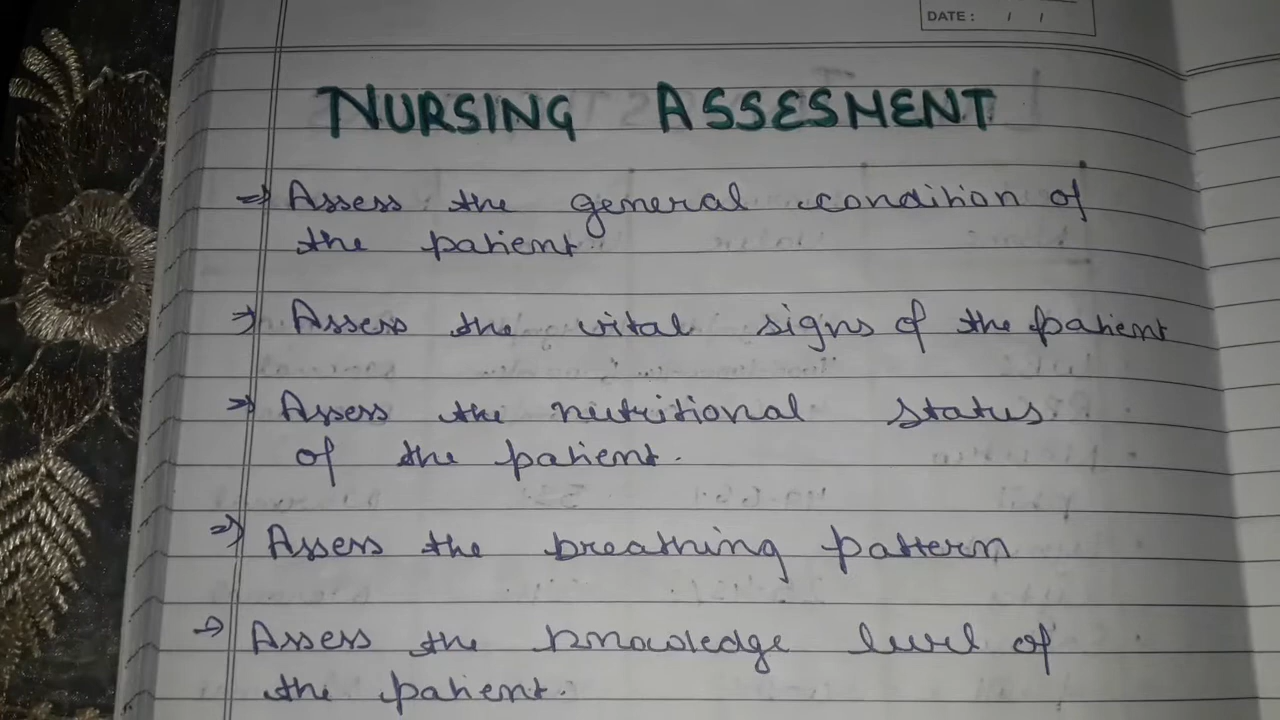 DATE: / /
NURSING ASSESMENT
⇒ Assess the general condition of
the patient
⇒ Assess the vital signs of the patient
⇒ Assess the nutritional status
of the patient.
⇒ Assess the breathing pattern
⇒ Assess the knowledge level of
the patient.